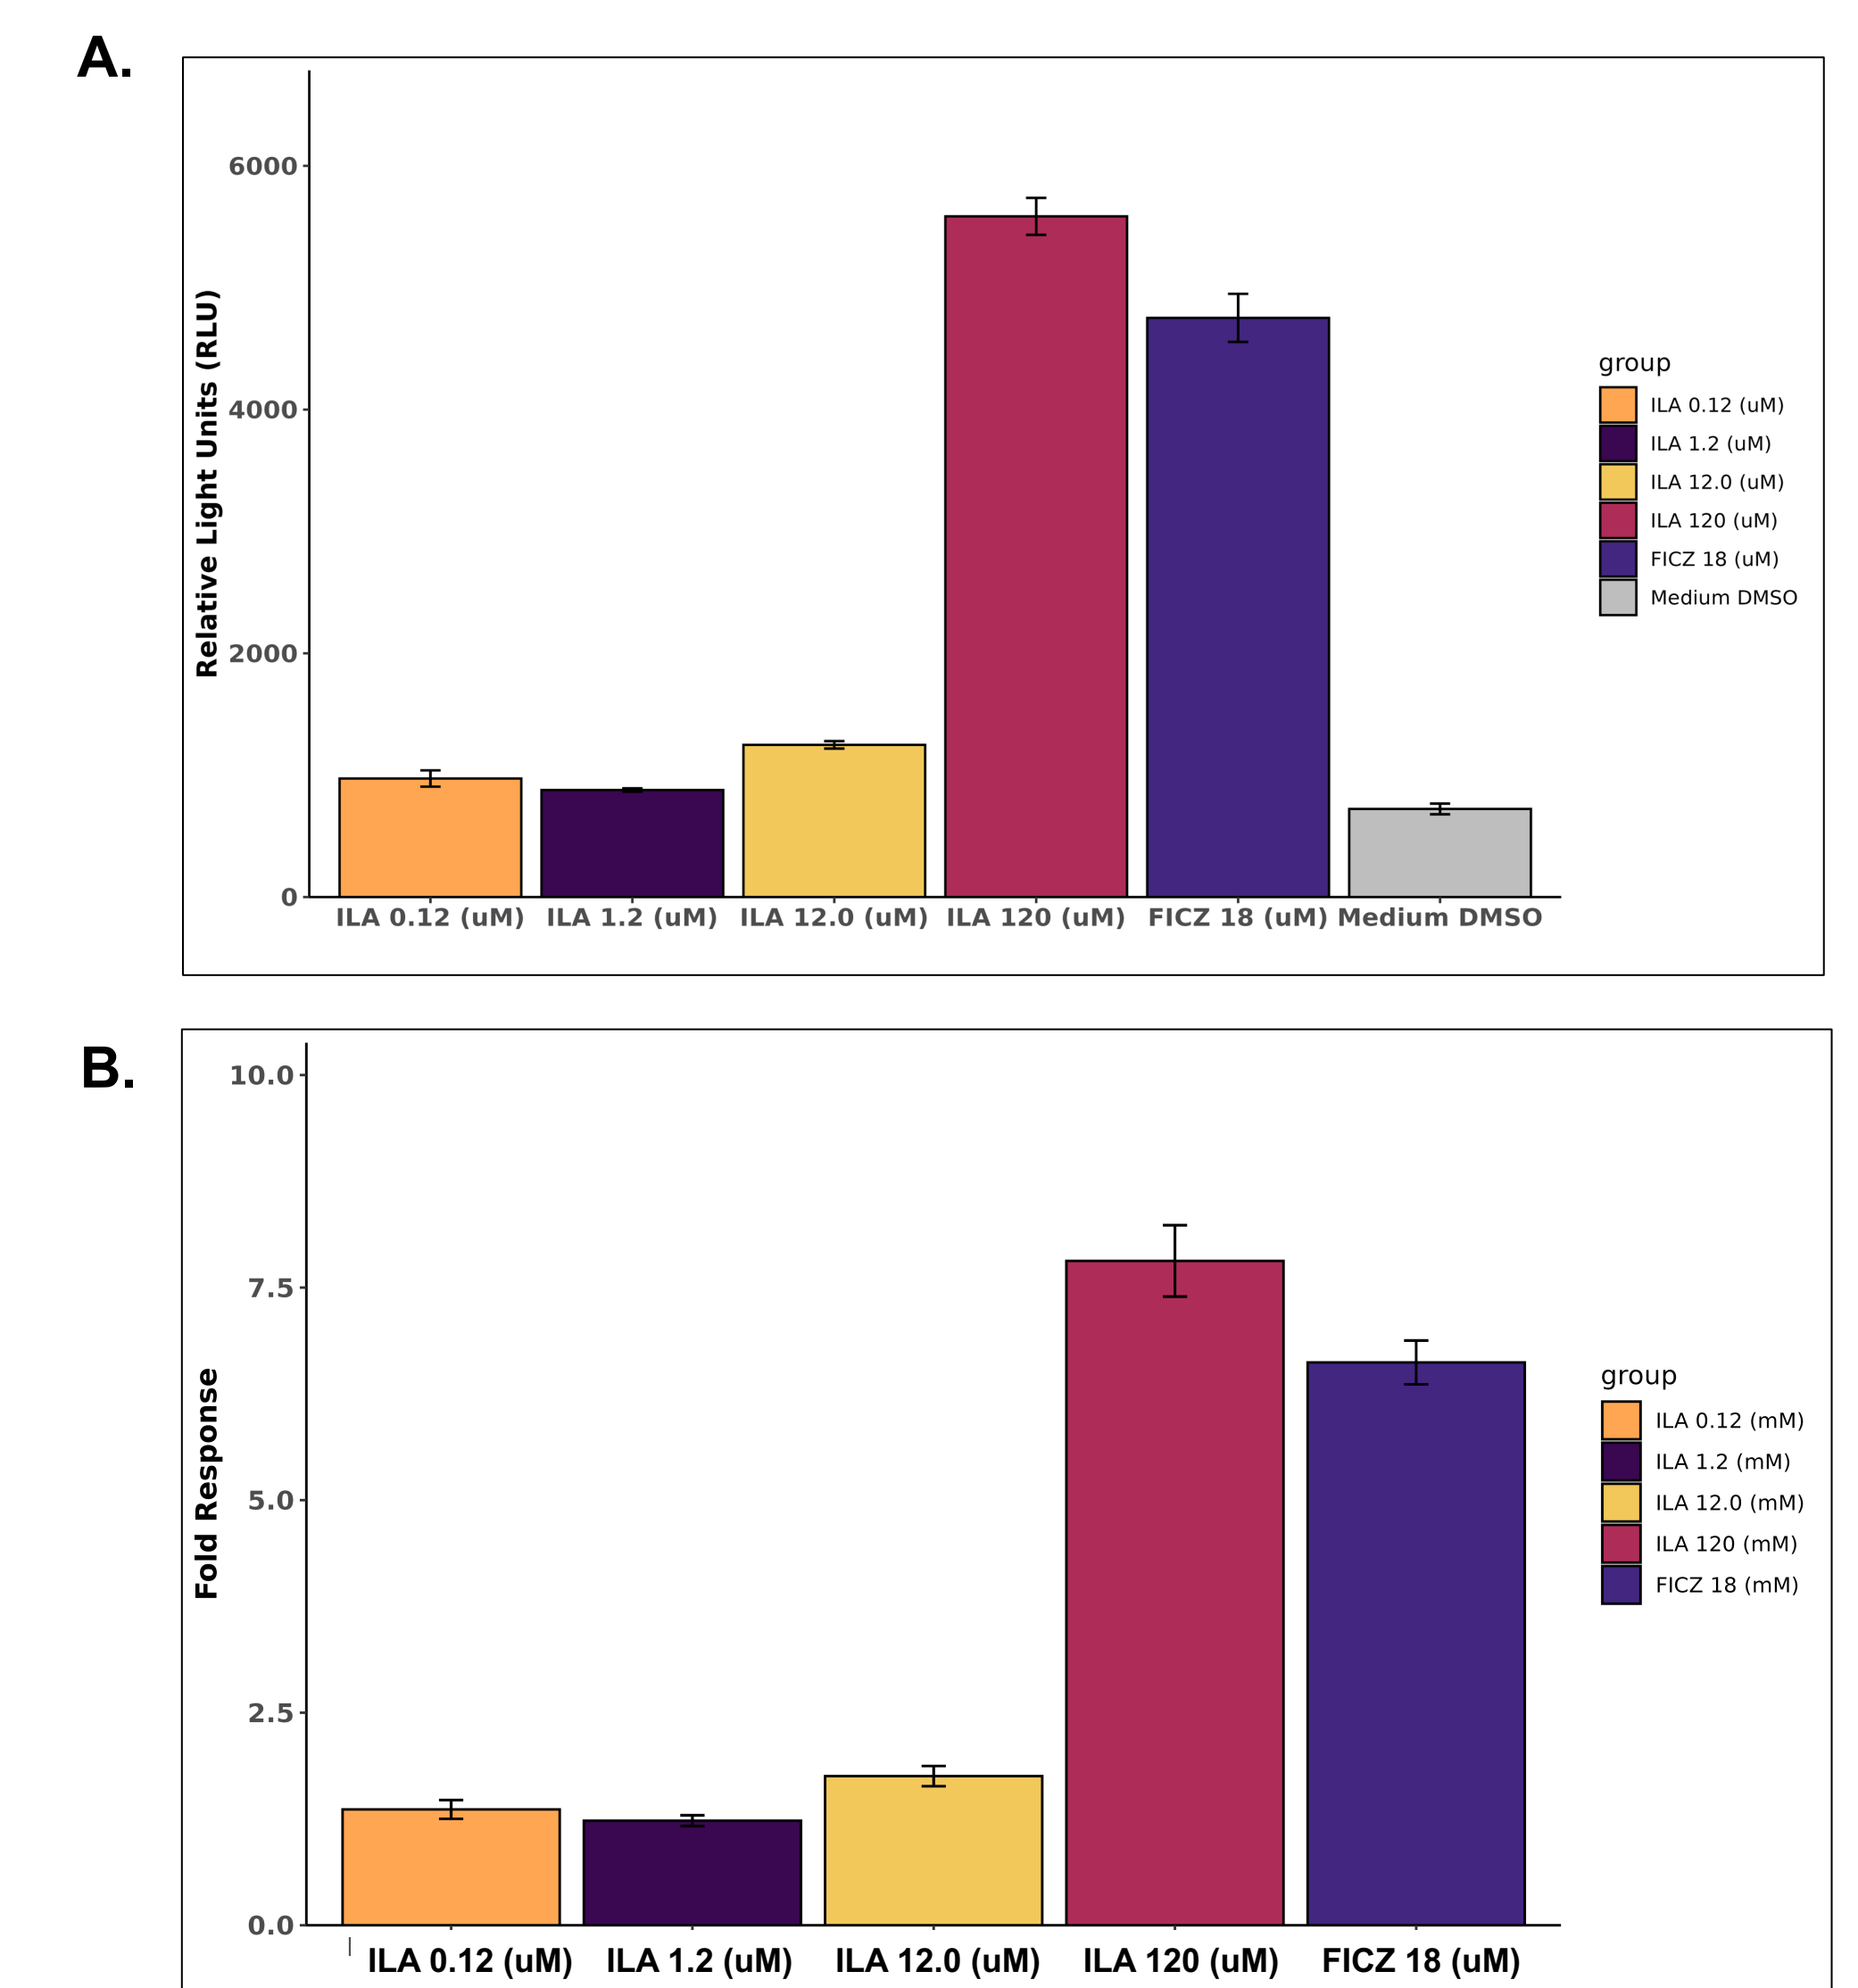 A.
6000
4000
2000
0
Relative Light Units (RLU)
ILA 0.12 (uM) ILA 1.2 (uM) ILA 12.0 (uM) ILA 120 (uM) FICZ 18 (uM) Medium DMSO
group
ILA 0.12 (uM)
ILA 1.2 (uM)
ILA 12.0 (uM)
ILA 120 (uM)
FICZ 18 (uM)
Medium DMSO
B.
10.0
7.5
5.0
2.5
0.0
Fold Response
ILA 0.12 (uM) ILA 1.2 (uM) ILA 12.0 (uM) ILA 120 (uM) FICZ 18 (uM)
group
ILA 0.12 (mM)
ILA 1.2 (mM)
ILA 12.0 (mM)
ILA 120 (mM)
FICZ 18 (mM)